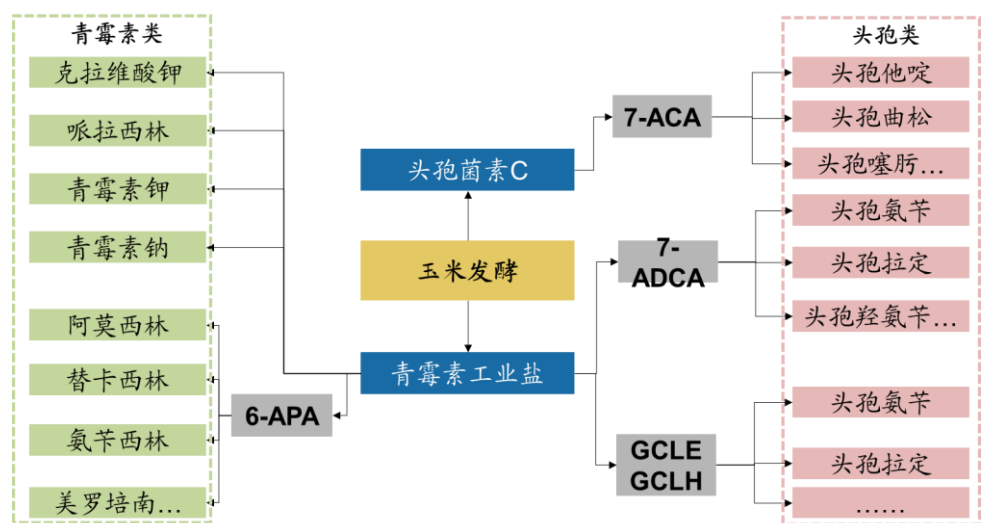 青霉素类
克拉维酸钾
哌拉西林
青霉素钾
青霉素钠
阿莫西林
替卡西林
氨苄西林
美罗培南…
6-APA
头孢菌素C
玉米发酵
青霉素工业盐
7-ACA
7-
ADCA
GCLE
GCLH
头孢类
头孢他啶
头孢曲松
头孢噻肟…
头孢氨苄
头孢拉定
头孢羟氨苄…
头孢氨苄
头孢拉定
……